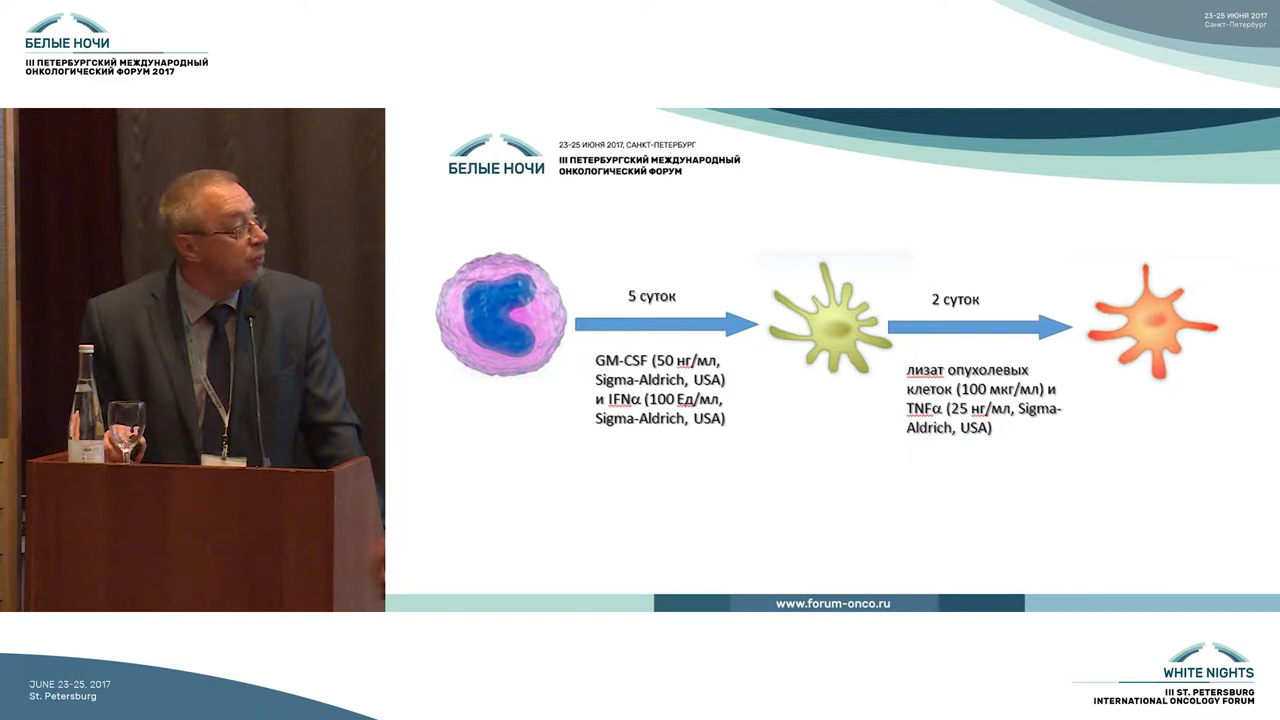 БЕЛЫЕ НОЧИ
III ПЕТЕРБУРГСКИЙ МЕЖДУНАРОДНЫЙ
ОНКОЛОГИЧЕСКИЙ ФОРУМ 2017
23-25 ИЮНЯ 2017
Санкт-Петербург
БЕЛЫЕ НОЧИ
23-25 ИЮНЯ 2017, САНКТ-ПЕТЕРБУРГ
III ПЕТЕРБУРГСКИЙ МЕЖДУНАРОДНЫЙ
ОНКОЛОГИЧЕСКИЙ ФОРУМ
5 суток
GM-CSF (50 нг/мл,
Sigma-Aldrich, USA)
и IFNα (100 Ед/мл,
Sigma-Aldrich, USA)
2 суток
лизат опухолевых
клеток (100 мкг/мл) и
TNFα (25 нг/мл, Sigma-
Aldrich, USA)
www.forum-onco.ru
JUNE 23-25, 2017
St. Petersburg
WHITE NIGHTS
III ST. PETERSBURG
INTERNATIONAL ONCOLOGY FORUM